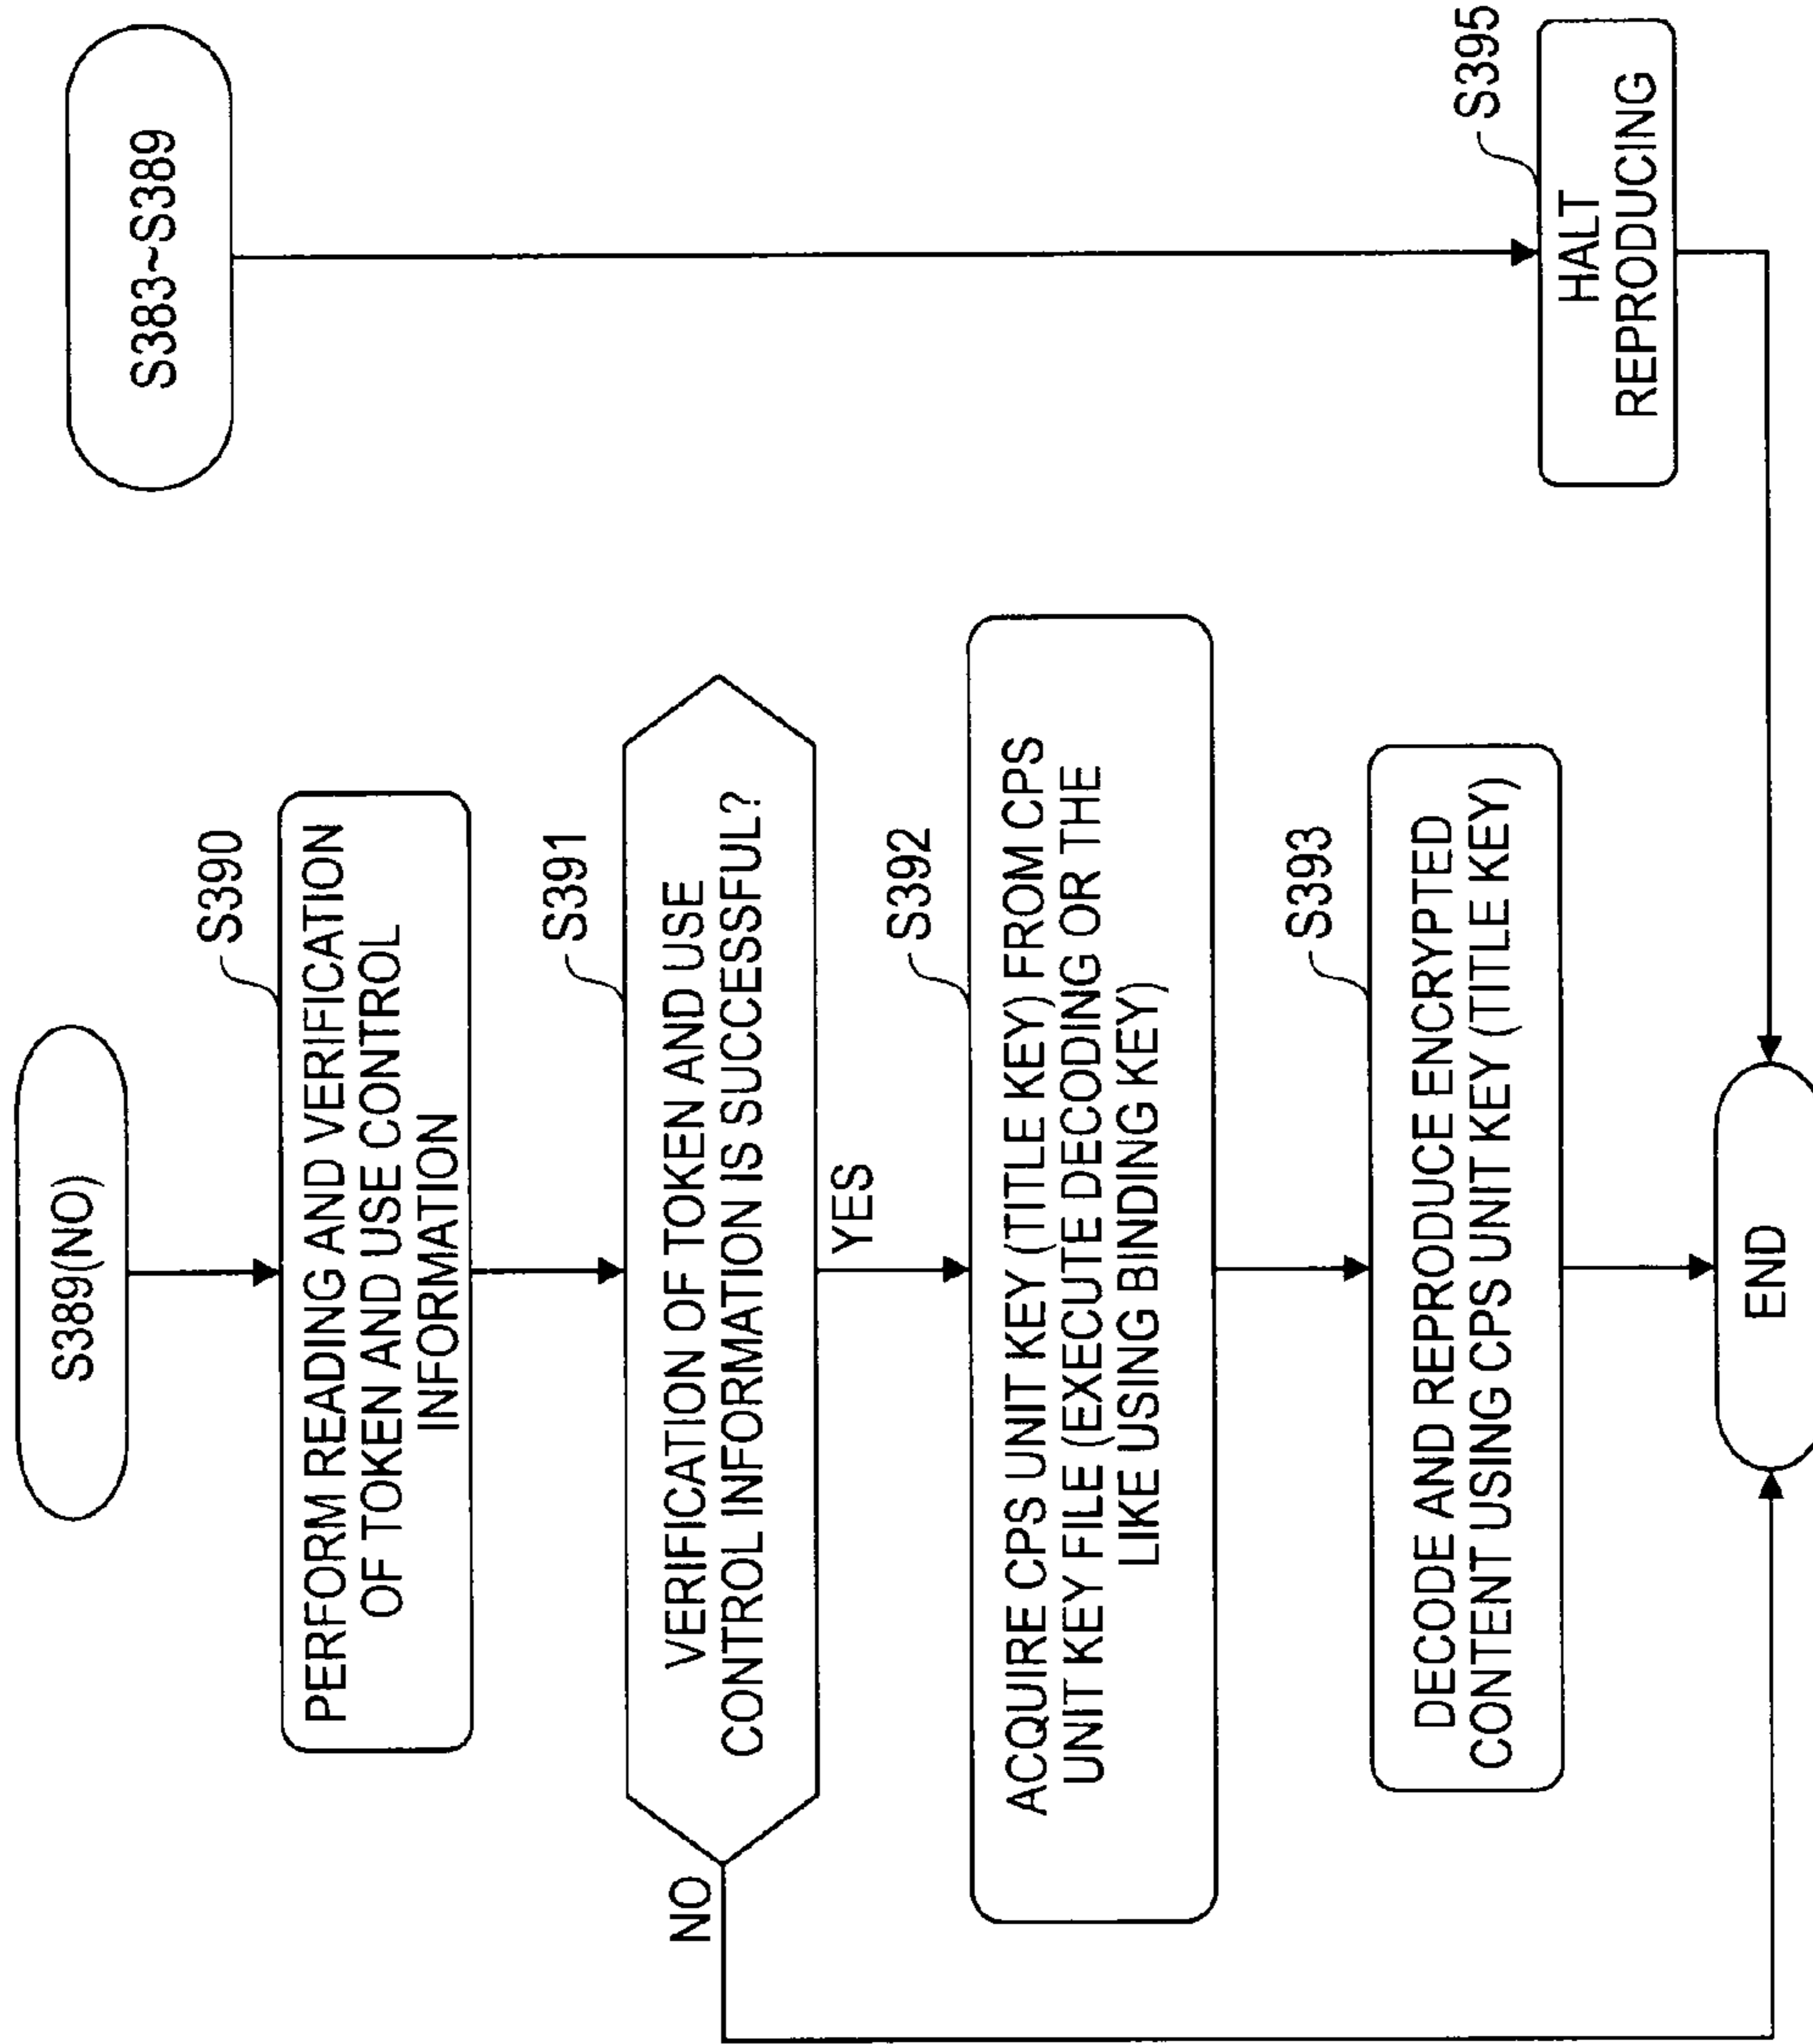 S389(NO)
S390
PERFORM READING AND VERIFICATION
OF TOKEN AND USE CONTROL
INFORMATION
S391
VERIFICATION OF TOKEN AND USE
CONTROL INFORMATION IS SUCCESSFUL?
NO
YES
S392
ACQUIRE CPS UNIT KEY (TITLE KEY) FROM CPS
UNIT KEY FILE (EXECUTE DECODING OR THE
LIKE USING BINDING KEY)
S393
DECODE AND REPRODUCE ENCRYPTED
CONTENT USING CPS UNIT KEY (TITLE KEY)
END
S383~S389
S395
HALT
REPRODUCING